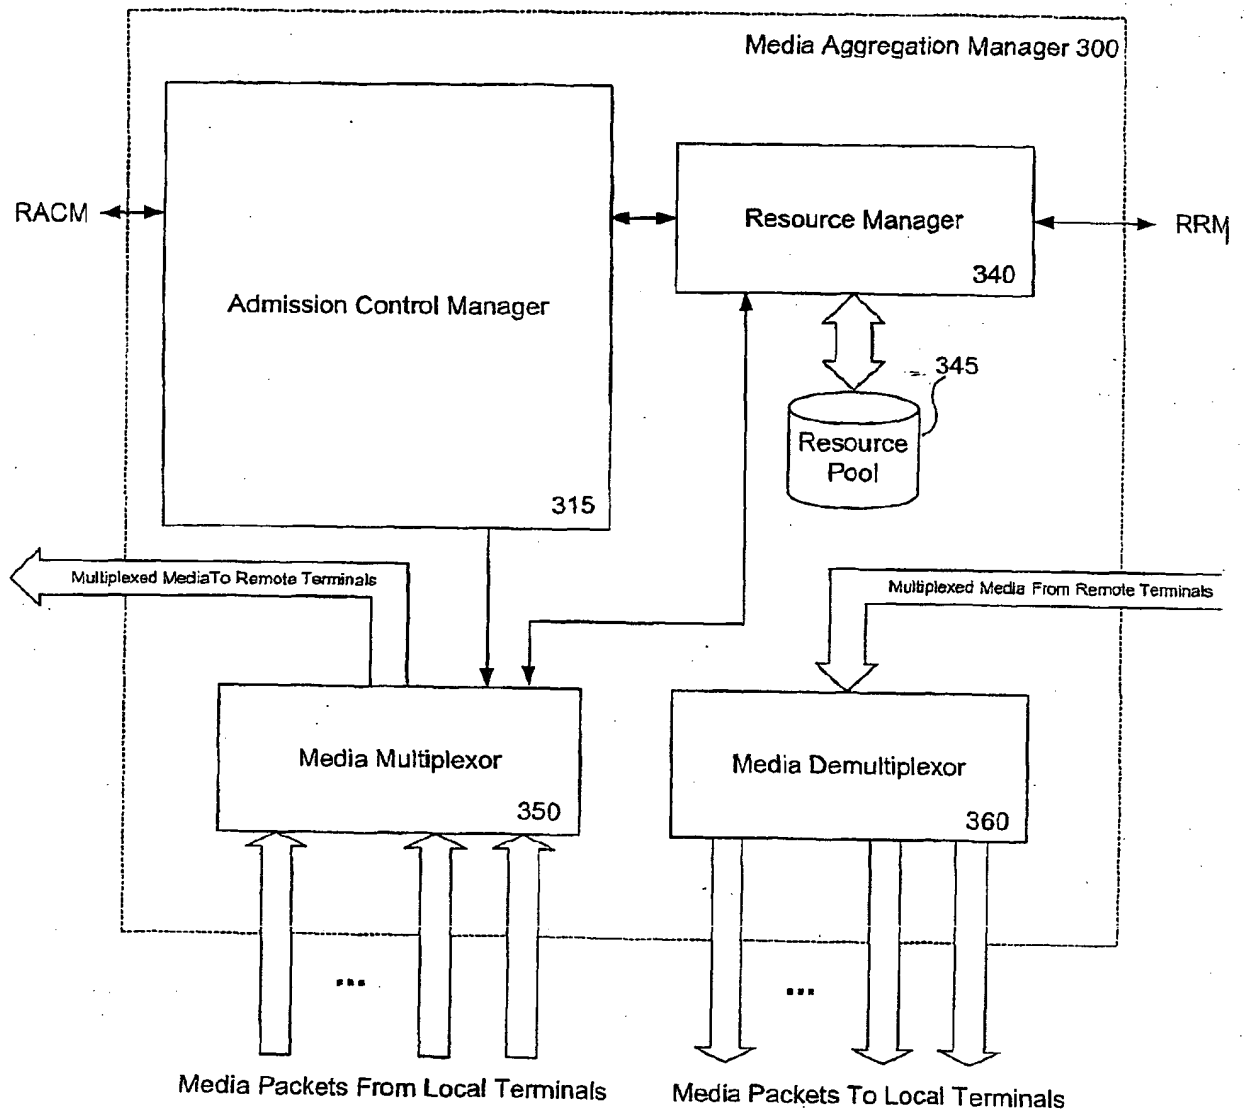 Media Aggregation Manager 300
RACM
Admission Control Manager
315
Resource Manager
340
RRM
345
Resource
Pool
Multiplexed MediaTo Remote Terminals
Multiplexed Media From Remote Terminals
Media Multiplexor
350
Media Demultiplexor
360
...
...
Media Packets From Local Terminals
Media Packets To Local Terminals